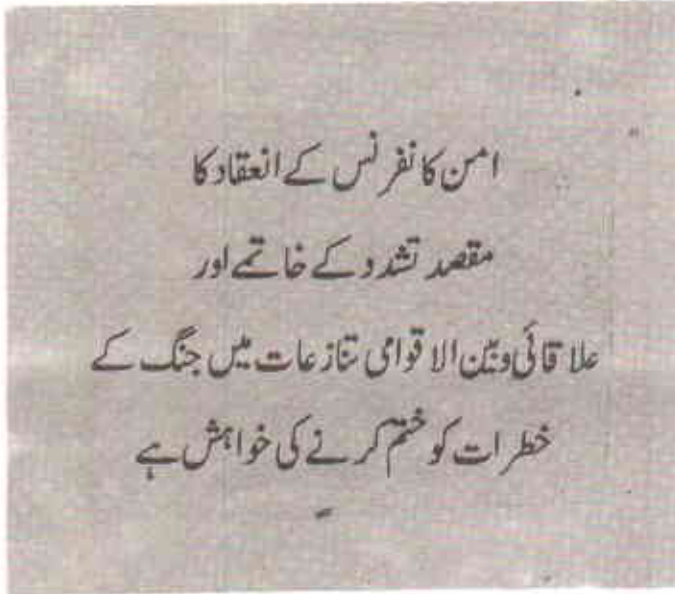 امن کانفرنس کے انعقاد کا
مقصد تشدد کے خاتمے اور
علاقائی و بین الاقوامی تنازعات میں جنگ کے
خطرات کو ختم کرنے کی خواہش ہے